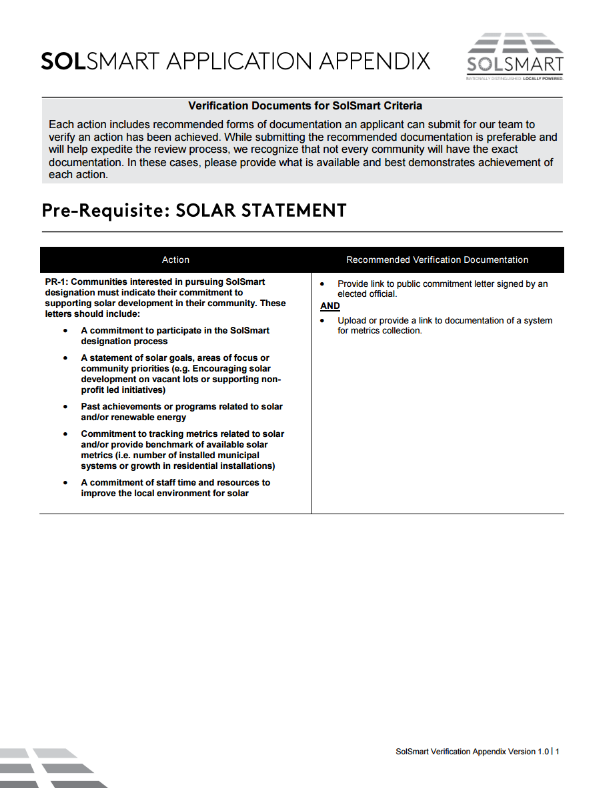 SOLSMART APPLICATION APPENDIX
SOLSMART
NATIONALLY DISTINGUISHED. LOCALLY POWERED.
Verification Documents for SolSmart Criteria
Each action includes recommended forms of documentation an applicant can submit for our team to
verify an action has been achieved. While submitting the recommended documentation is preferable and
will help expedite the review process, we recognize that not every community will have the exact
documentation. In these cases, please provide what is available and best demonstrates achievement of
each action.
Pre-Requisite: SOLAR STATEMENT
Action
Recommended Verification Documentation
PR-1: Communities interested in pursuing SolSmart
designation must indicate their commitment to
supporting solar development in their community. These
letters should include:
• A commitment to participate in the SolSmart
designation process
• A statement of solar goals, areas of focus or
community priorities (e.g. Encouraging solar
development on vacant lots or supporting non-
profit led initiatives)
• Past achievements or programs related to solar
and/or renewable energy
• Commitment to tracking metrics related to solar
and/or provide benchmark of available solar
metrics (i.e. number of installed municipal
systems or growth in residential installations)
• A commitment of staff time and resources to
improve the local environment for solar
• Provide link to public commitment letter signed by an
elected official.
AND
• Upload or provide a link to documentation of a system
for metrics collection.
SolSmart Verification Appendix Version 1.0 | 1